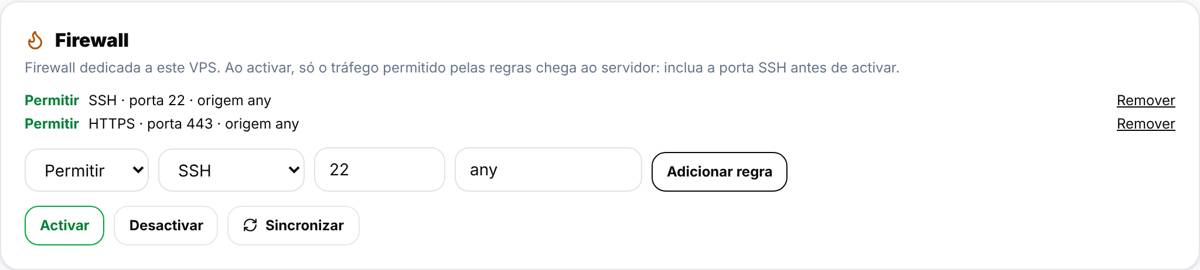 Firewall
Firewall dedicada a este VPS. Ao activar, só o tráfego permitido pelas regras chega ao servidor: inclua a porta SSH antes de activar.
Permitir SSH · porta 22 · origem any Remover
Permitir HTTPS · porta 443 · origem any Remover
Permitir SSH 22 any Adicionar regra
Activar Desactivar Sincronizar